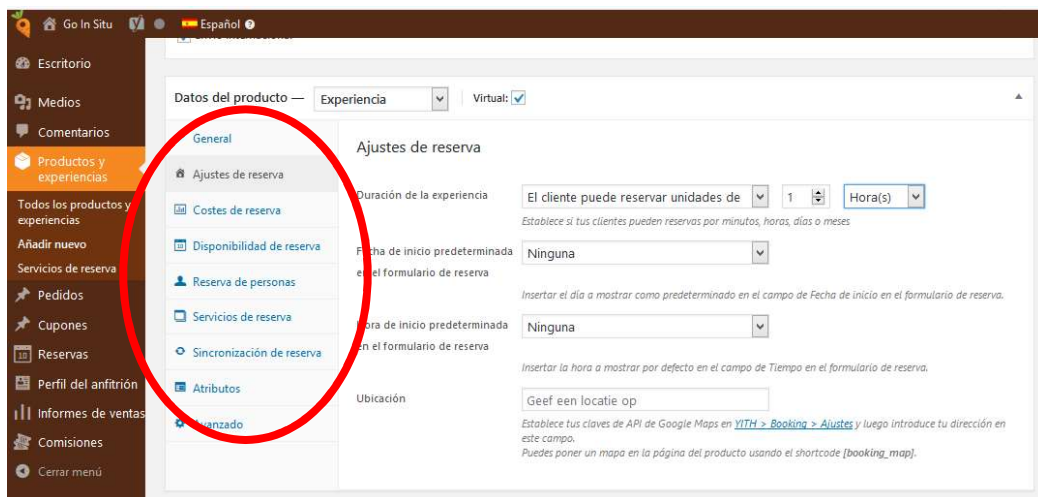 Go In Situ Español
Escritorio
Medios
Comentarios
Productos y
experiencias
Todos los productos y
experiencias
Añadir nuevo
Servicios de reserva
Pedidos
Cupones
10 Reservas
Perfil del anfitrión
Informes de ventas
Comisiones
Cerrar menú
Datos del producto — Experiencia Virtual:
General
Ajustes de reserva
Costes de reserva
Disponibilidad de reserva
Reserva de personas
Servicios de reserva
Sincronización de reserva
Atributos
Avanzado
Ajustes de reserva
Duración de la experiencia El cliente puede reservar unidades de 1 Hora(s)
Establece si tus clientes pueden reservas por minutos, horas, días o meses
Fecha de inicio predeterminada Ninguna
en el formulario de reserva
Insertar el día a mostrar como predeterminado en el campo de Fecha de inicio en el formulario de reserva.
Hora de inicio predeterminada Ninguna
en el formulario de reserva
Insertar la hora a mostrar por defecto en el campo de Tiempo en el formulario de reserva.
Ubicación Geef een locatie op
Establece tus claves de API de Google Maps en YITH > Booking > Ajustes y luego introduce tu dirección en
este campo.
Puedes poner un mapa en la página del producto usando el shortcode [booking_map].